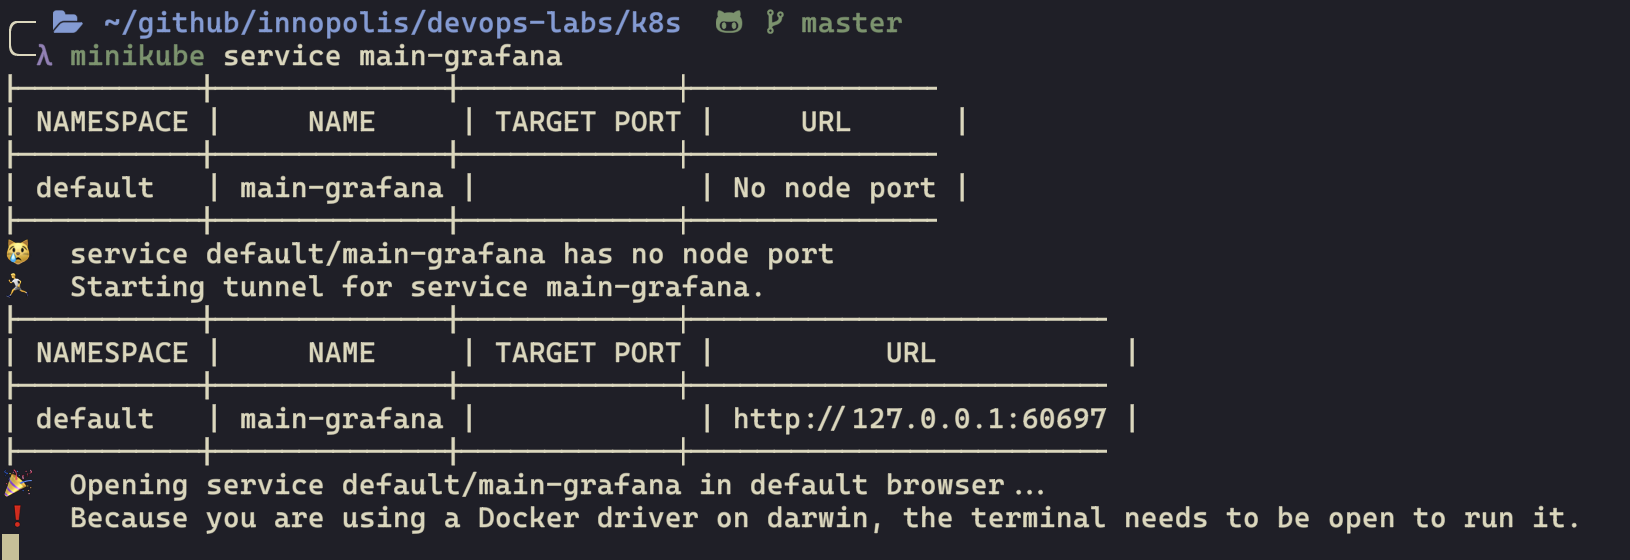 ~/github/innopolis/devops-labs/k8s master
λ minikube service main-grafana
| NAMESPACE | NAME | TARGET PORT | URL |
| default | main-grafana | | No node port |
😿 service default/main-grafana has no node port
🏃 Starting tunnel for service main-grafana.
| NAMESPACE | NAME | TARGET PORT | URL |
| default | main-grafana | | http://127.0.0.1:60697 |
🎉 Opening service default/main-grafana in default browser...
❗ Because you are using a Docker driver on darwin, the terminal needs to be open to run it.